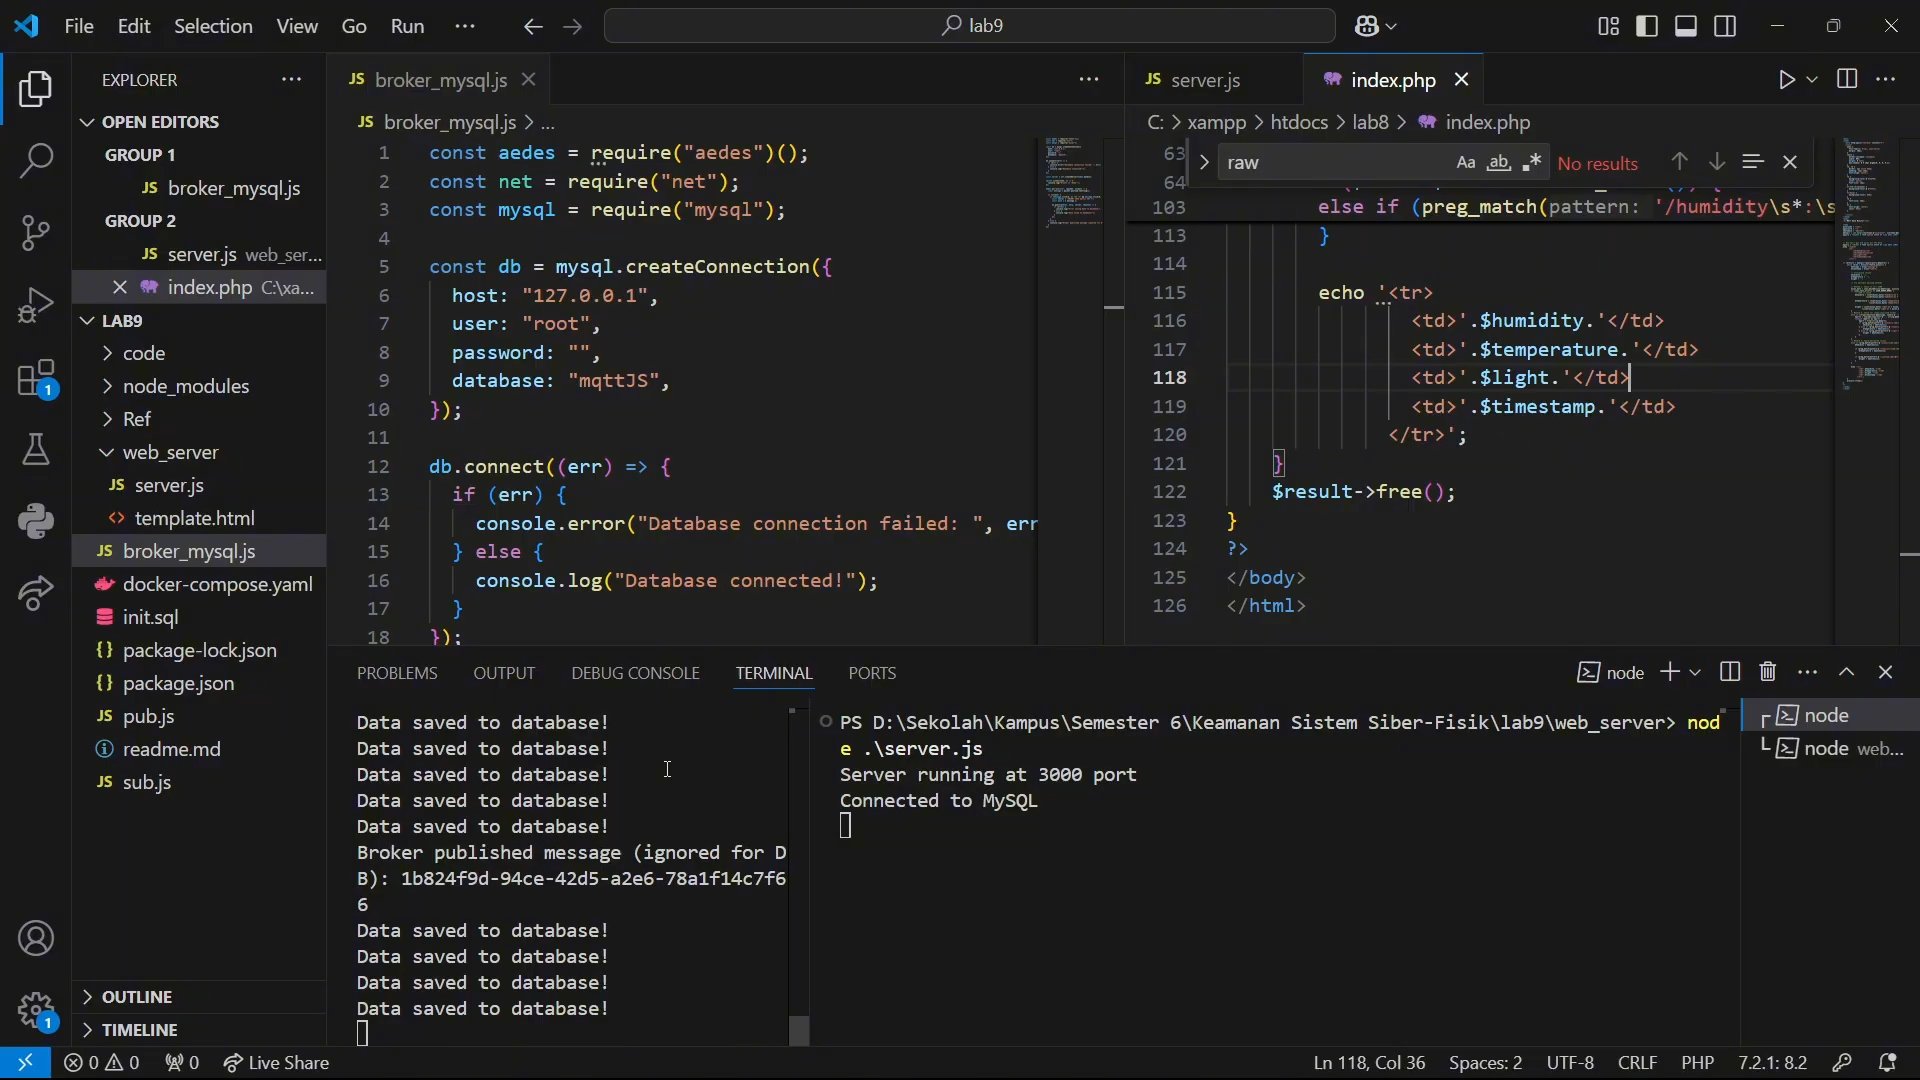 File Edit Selection View Go Run ··· lab9
EXPLORER ···
OPEN EDITORS
GROUP 1
JS broker_mysql.js
GROUP 2
JS server.js web_ser...
index.php C:\xa...
LAB9
code
node_modules
Ref
web_server
JS server.js
<> template.html
JS broker_mysql.js
docker-compose.yaml
init.sql
{} package-lock.json
{} package.json
JS pub.js
readme.md
JS sub.js
OUTLINE
TIMELINE
1
1
JS broker_mysql.js
JS broker_mysql.js > ...
1 const aedes = require("aedes")();
2 const net = require("net");
3 const mysql = require("mysql");
4
5 const db = mysql.createConnection({
6 host: "127.0.0.1",
7 user: "root",
8 password: "",
9 database: "mqttJS",
10 });
11
12 db.connect((err) => {
13 if (err) {
14 console.error("Database connection failed: ", err
15 } else {
16 console.log("Database connected!");
17 }
18 });
JS server.js index.php
C: > xampp > htdocs > lab8 > index.php
raw Aa ab .* No results
63
64
103 else if (preg_match(pattern: '/humidity\s*:\s
113 }
114
115 echo '<tr>
116 <td>'.$humidity.'</td>
117 <td>'.$temperature.'</td>
118 <td>'.$light.'</td>
119 <td>'.$timestamp.'</td>
120 </tr>';
121 }
122 $result->free();
123 }
124 ?>
125 </body>
126 </html>
PROBLEMS OUTPUT DEBUG CONSOLE TERMINAL PORTS
node
Data saved to database!
Data saved to database!
Data saved to database!
Data saved to database!
Data saved to database!
Broker published message (ignored for D
B): 1b824f9d-94ce-42d5-a2e6-78a1f14c7f6
6
Data saved to database!
Data saved to database!
Data saved to database!
Data saved to database!
PS D:\Sekolah\Kampus\Semester 6\Keamanan Sistem Siber-Fisik\lab9\web_server> nod
e .\server.js
Server running at 3000 port
Connected to MySQL
node
node web...
0 0 0 Live Share Ln 118, Col 36 Spaces: 2 UTF-8 CRLF PHP 7.2.1: 8.2